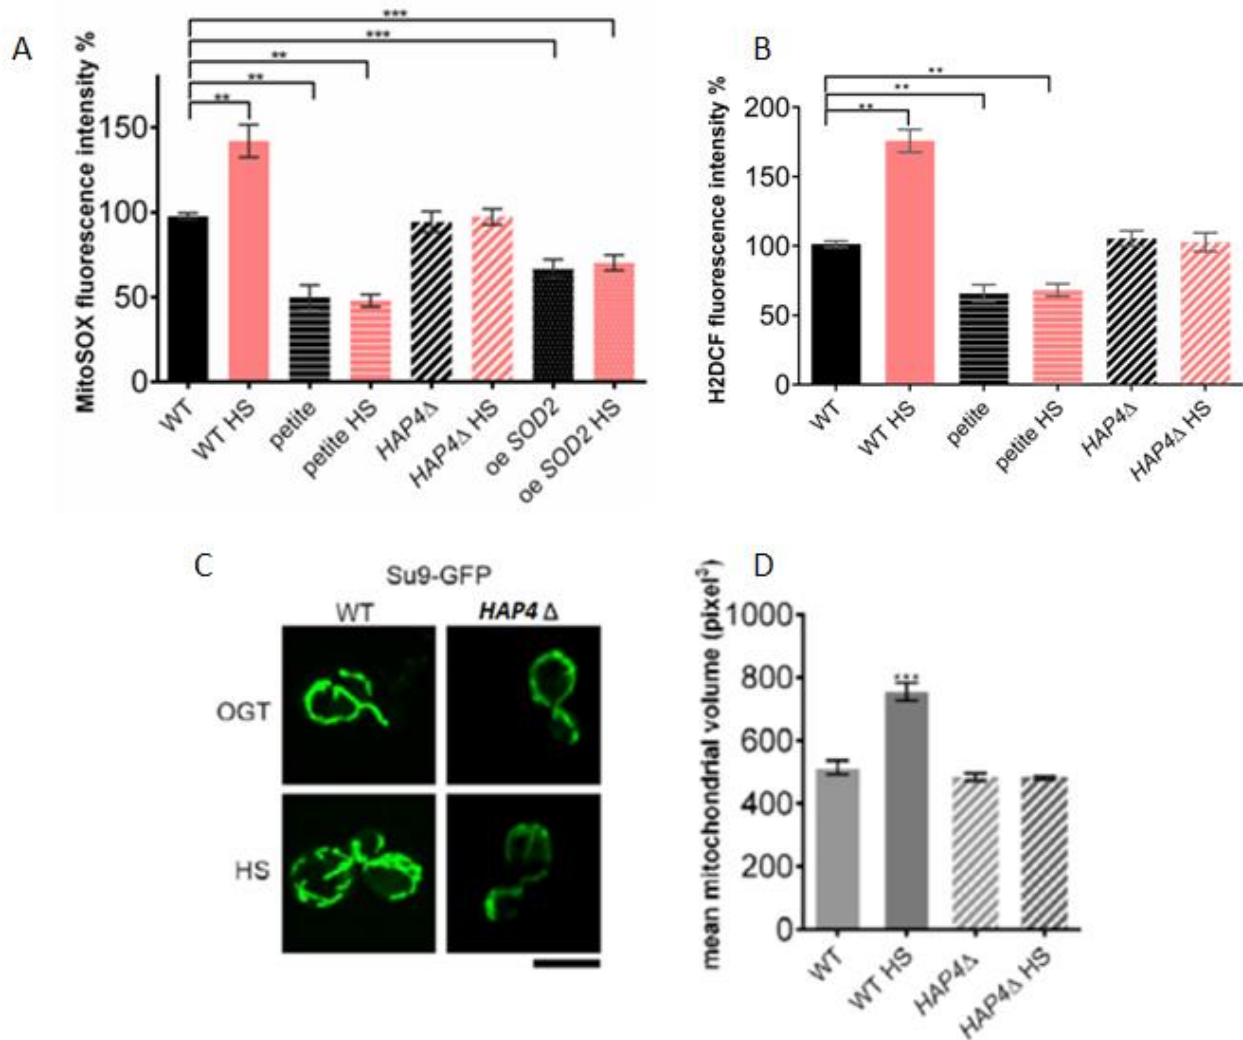 A
MitoSOX fluorescence intensity %
***
***
**
**
**
150
100
50
0
WT
WT HS
petite
petite HS
HAP4Δ
HAP4Δ HS
oe SOD2
oe SOD2 HS
B
H2DCF fluorescence intensity %
**
**
**
200
150
100
50
0
WT
WT HS
petite
petite HS
HAP4Δ
HAP4Δ HS
C
Su9-GFP
WT HAP4 Δ
OGT
HS
D
mean mitochondrial volume (pixel³)
1000
800
600
400
200
0
***
WT
WT HS
HAP4Δ
HAP4Δ HS